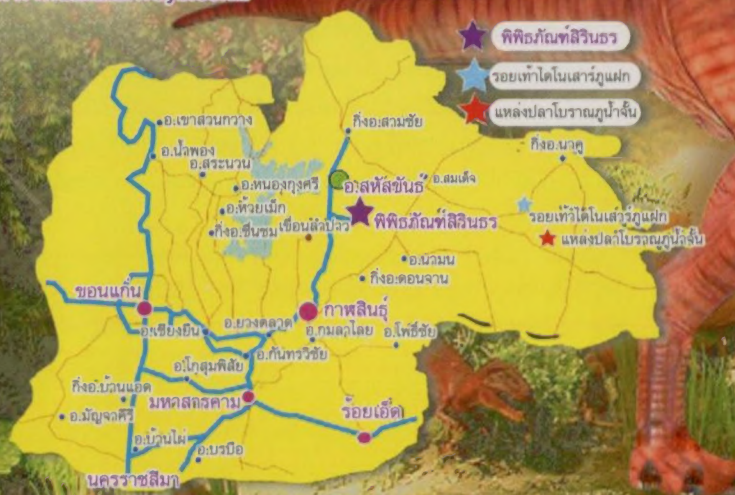 พิพิธภัณฑ์สิรินธร
รอยเท้าไดโนเสาร์ภูแฝก
แหล่งปลาโบราณภูน้ำจั้น
อ.เขาสวนกวาง
กิ่งอ.สามชัย
กิ่งอ.นาคู
อ.น้ำพอง
อ.สระนวน
อ.หนองกุงศรี
อ.สหัสขันธ์
อ.สมเด็จ
อ.ห้วยเม็ก
พิพิธภัณฑ์สิรินธร
รอยเท้าไดโนเสาร์ภูแฝก
กิ่งอ.ชื่นชม
เขื่อนลำปาว
แหล่งปลาโบราณภูน้ำจั้น
อ.นามน
กิ่งอ.ดอนจาน
ขอนแก่น
กาฬสินธุ์
อ.เชียงยืน
อ.ยางตลาด
อ.กมลาไสย
อ.โพธิ์ชัย
อ.กันทรวิชัย
อ.โกสุมพิสัย
กิ่งอ.บ้านแฮด
มหาสารคาม
ร้อยเอ็ด
อ.มัญจาคีรี
อ.บ้านไผ่
อ.บรบือ
นครราชสีมา